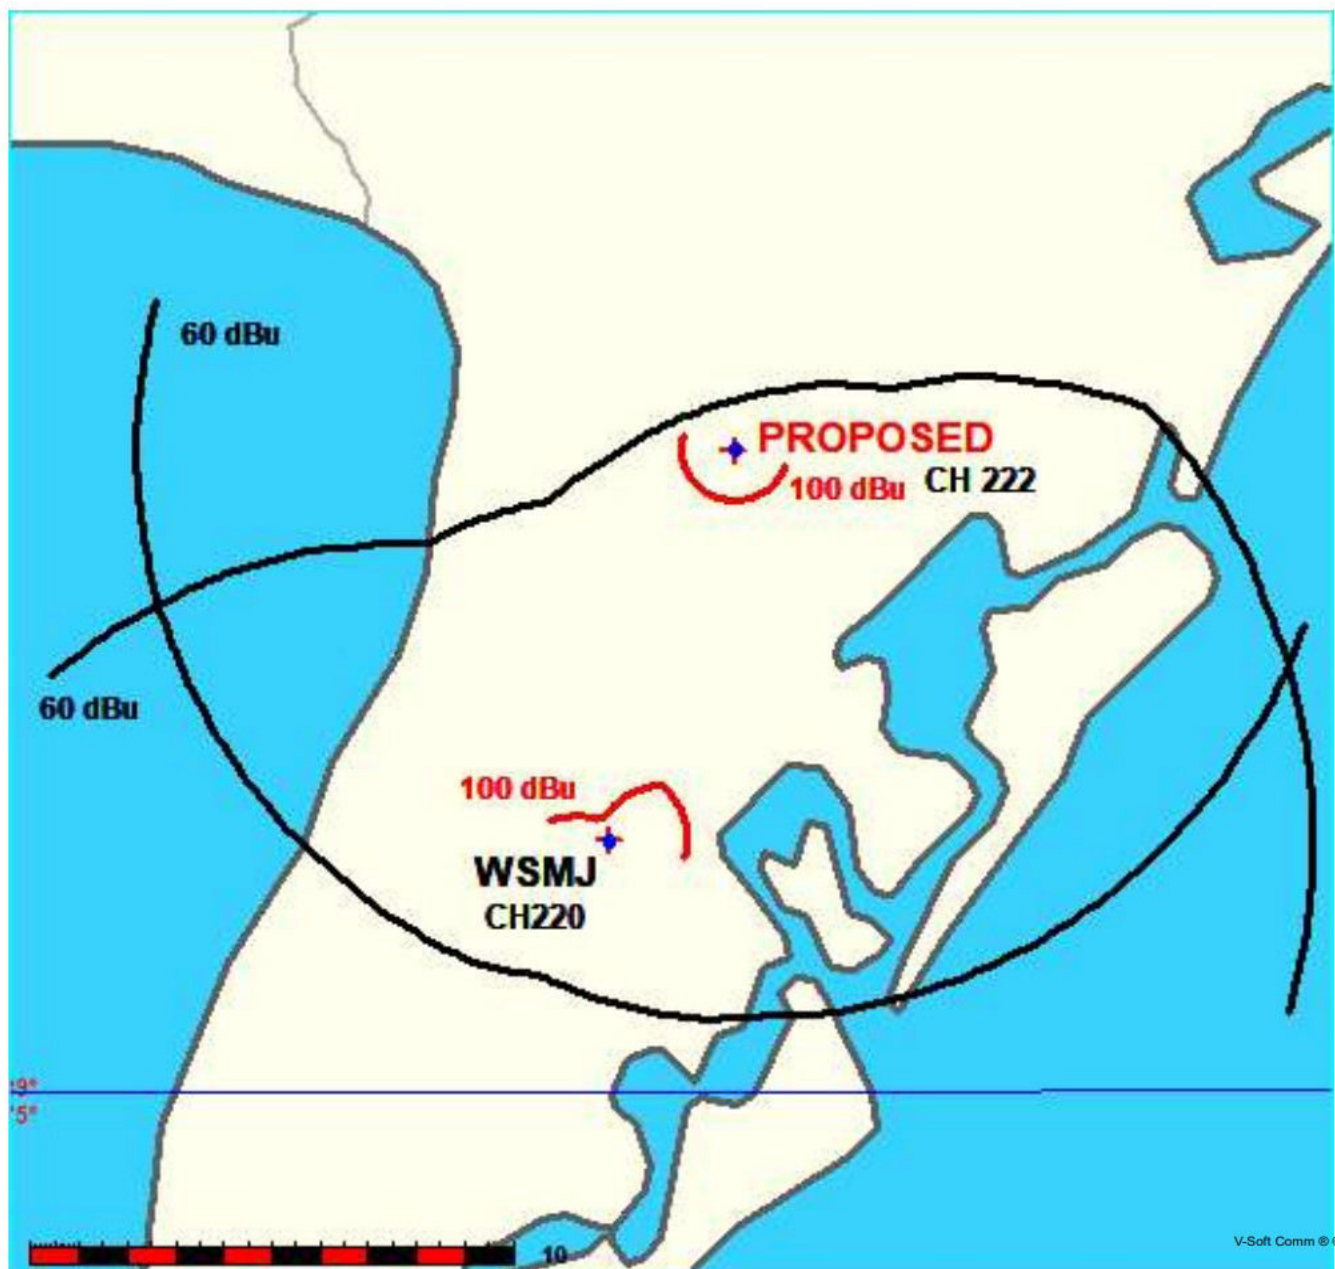 60 dBu
PROPOSED
100 dBu CH 222
60 dBu
100 dBu
WSMJ
CH220
10
V-Soft Comm ®